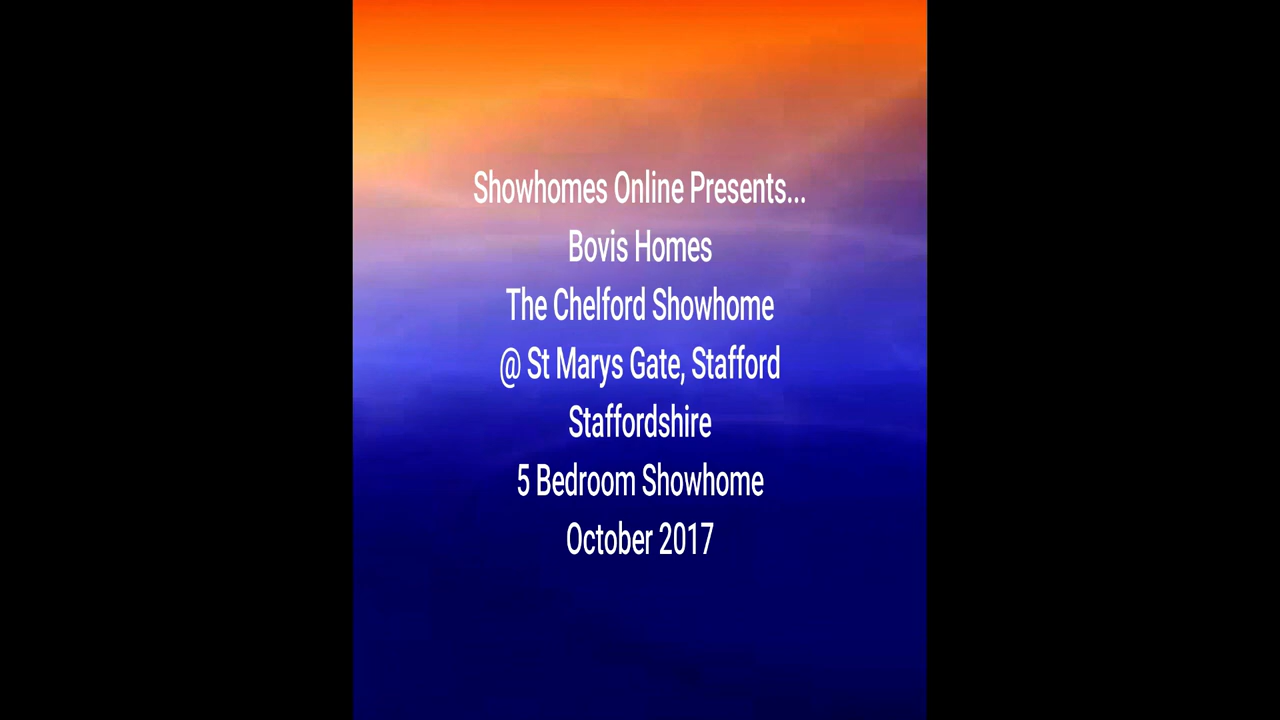 Showhomes Online Presents...
Bovis Homes
The Chelford Showhome
@ St Marys Gate, Stafford
Staffordshire
5 Bedroom Showhome
October 2017